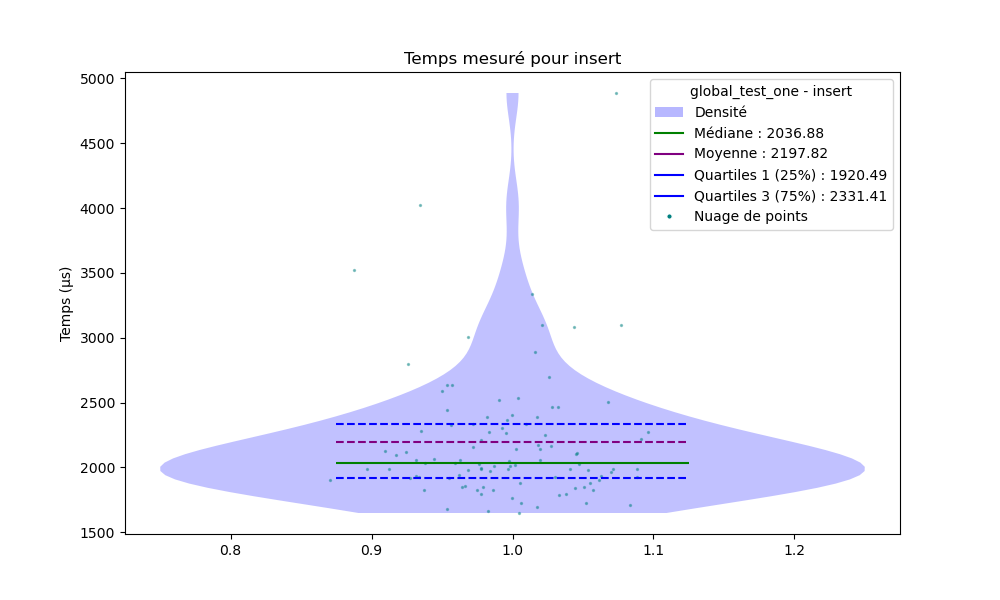 Temps mesuré pour insert
Temps (µs)
5000
4500
4000
3500
3000
2500
2000
1500
0.8
0.9
1.0
1.1
1.2
global_test_one - insert
Densité
Médiane : 2036.88
Moyenne : 2197.82
Quartiles 1 (25%) : 1920.49
Quartiles 3 (75%) : 2331.41
Nuage de points